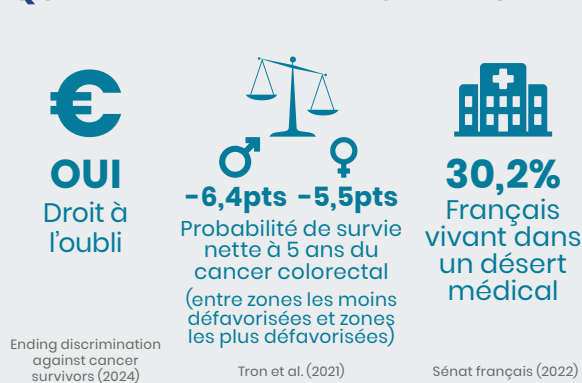 €
OUI
Droit à
l'oubli
Ending discrimination
against cancer
survivors (2024)
-6,4pts -5,5pts
Probabilité de survie
nette à 5 ans du
cancer colorectal
(entre zones les moins
défavorisées et zones
les plus défavorisées)
Tron et al. (2021)
30,2%
Français
vivant dans
un désert
médical
Sénat français (2022)